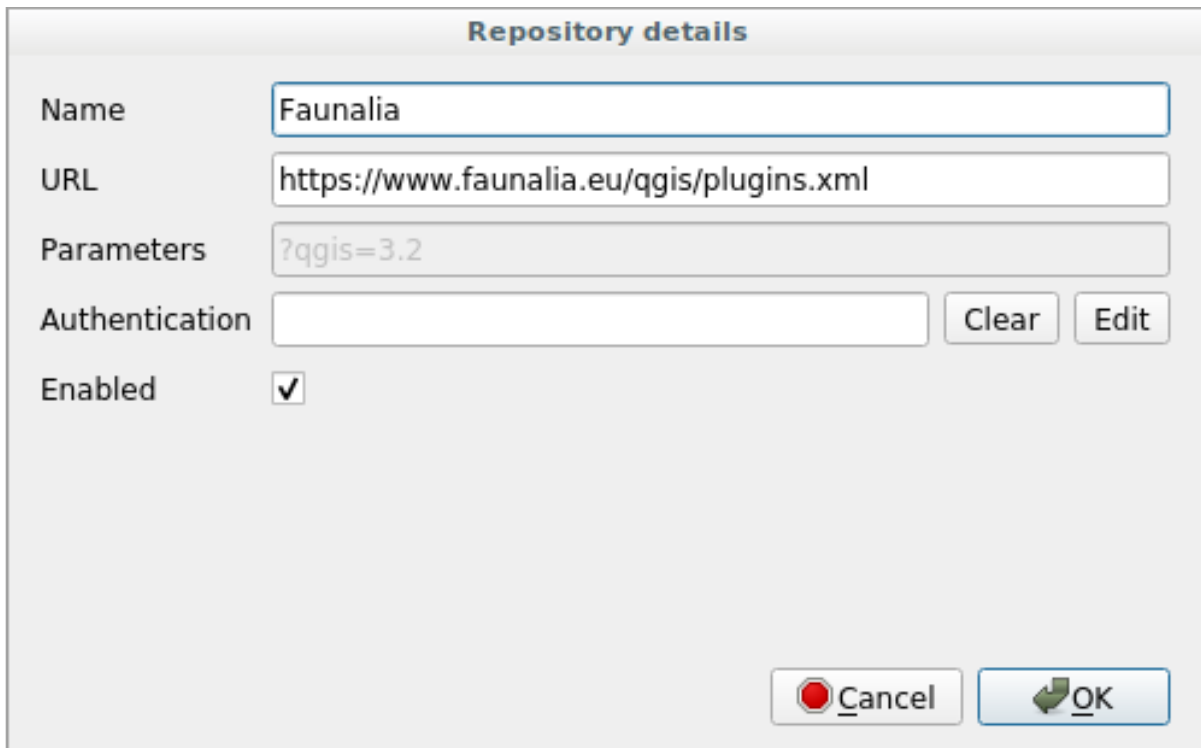 Repository details
Name Faunalia
URL https://www.faunalia.eu/qgis/plugins.xml
Parameters ?qgis=3.2
Authentication Clear Edit
Enabled
Cancel OK